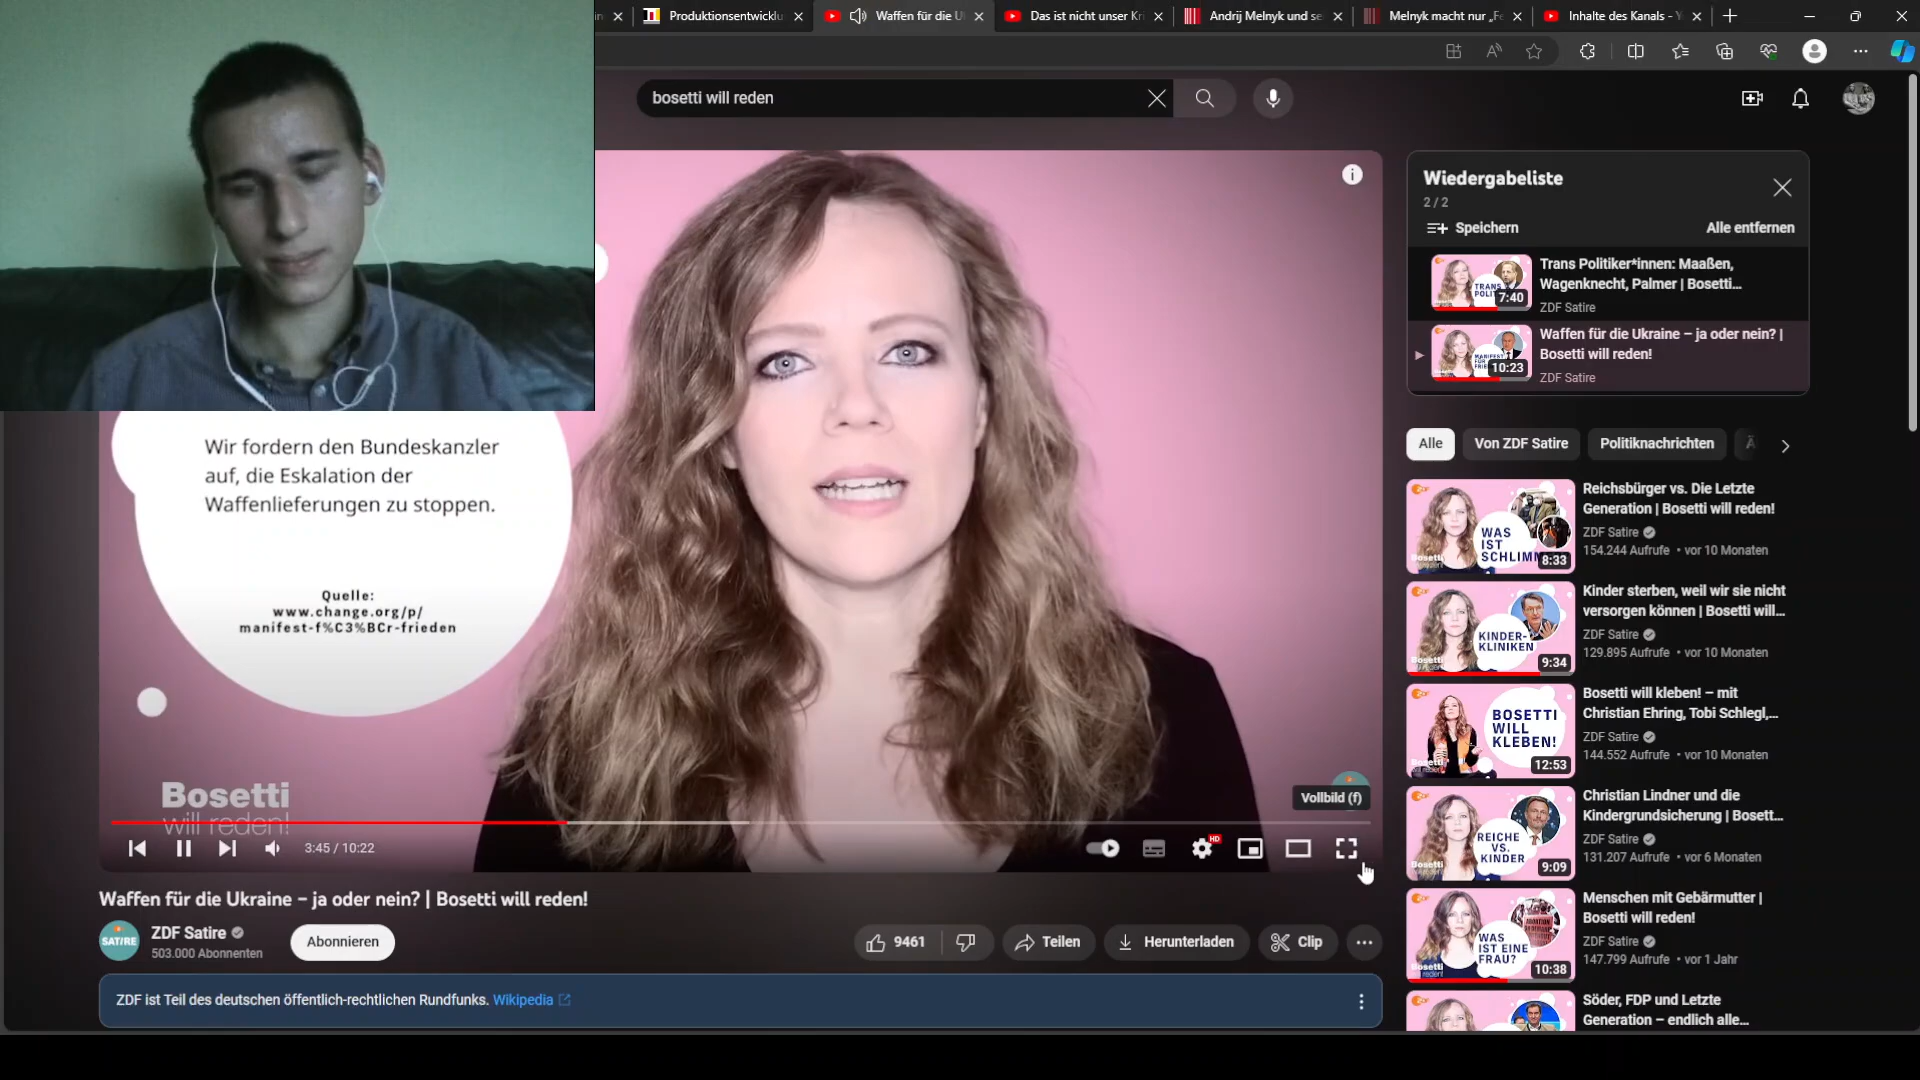 Produktionsentwicklu
Waffen für die U
Das ist nicht unser Kri
Andrij Melnyk und se
Melnyk macht nur „Fe
Inhalte des Kanals - Y
bosetti will reden
Wiedergabeliste
2 / 2
Speichern
Alle entfernen
Trans Politiker*innen: Maaßen,
Wagenknecht, Palmer | Bosetti...
ZDF Satire
7:40
Waffen für die Ukraine – ja oder nein? |
Bosetti will reden!
ZDF Satire
10:23
Wir fordern den Bundeskanzler
auf, die Eskalation der
Waffenlieferungen zu stoppen.
Quelle:
www.change.org/p/
manifest-f%C3%BCr-frieden
Bosetti
will reden!
Vollbild (f)
3:45 / 10:22
HD
Waffen für die Ukraine – ja oder nein? | Bosetti will reden!
SATIRE
ZDF Satire
503.000 Abonnenten
Abonnieren
9461
Teilen
Herunterladen
Clip
ZDF ist Teil des deutschen öffentlich-rechtlichen Rundfunks. Wikipedia
Alle
Von ZDF Satire
Politiknachrichten
WAS
IST
SCHLIMM
8:33
Reichsbürger vs. Die Letzte
Generation | Bosetti will reden!
ZDF Satire
154.244 Aufrufe • vor 10 Monaten
KINDER-
KLINIKEN
9:34
Kinder sterben, weil wir sie nicht
versorgen können | Bosetti will...
ZDF Satire
129.895 Aufrufe • vor 10 Monaten
BOSETTI
WILL
KLEBEN!
12:53
Bosetti will kleben! – mit
Christian Ehring, Tobi Schlegl,...
ZDF Satire
144.552 Aufrufe • vor 10 Monaten
REICHE
VS.
KINDER
9:09
Christian Lindner und die
Kindergrundsicherung | Bosett...
ZDF Satire
131.207 Aufrufe • vor 6 Monaten
WAS
IST EINE
FRAU?
10:38
Menschen mit Gebärmutter |
Bosetti will reden!
ZDF Satire
147.799 Aufrufe • vor 1 Jahr
Söder, FDP und Letzte
Generation – endlich alle...